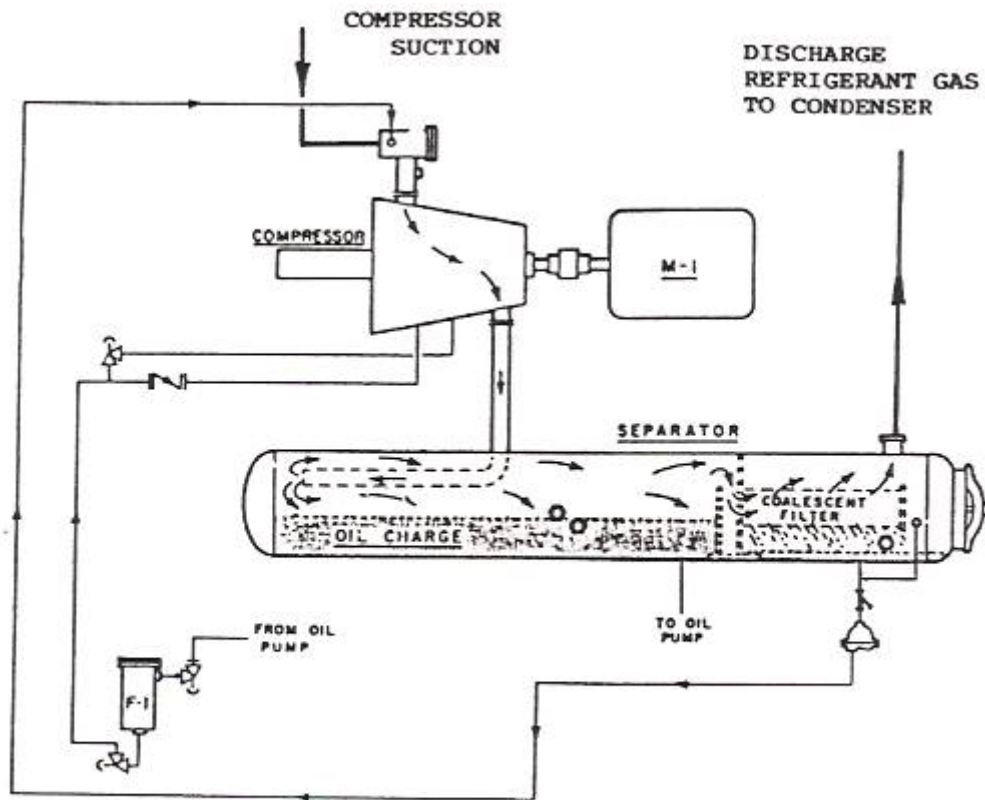 COMPRESSOR
SUCTION
DISCHARGE
REFRIGERANT GAS
TO CONDENSER
COMPRESSOR
M-1
SEPARATOR
COALESCENT
FILTER
OIL CHARGE
TO OIL
PUMP
FROM OIL
PUMP
F-1